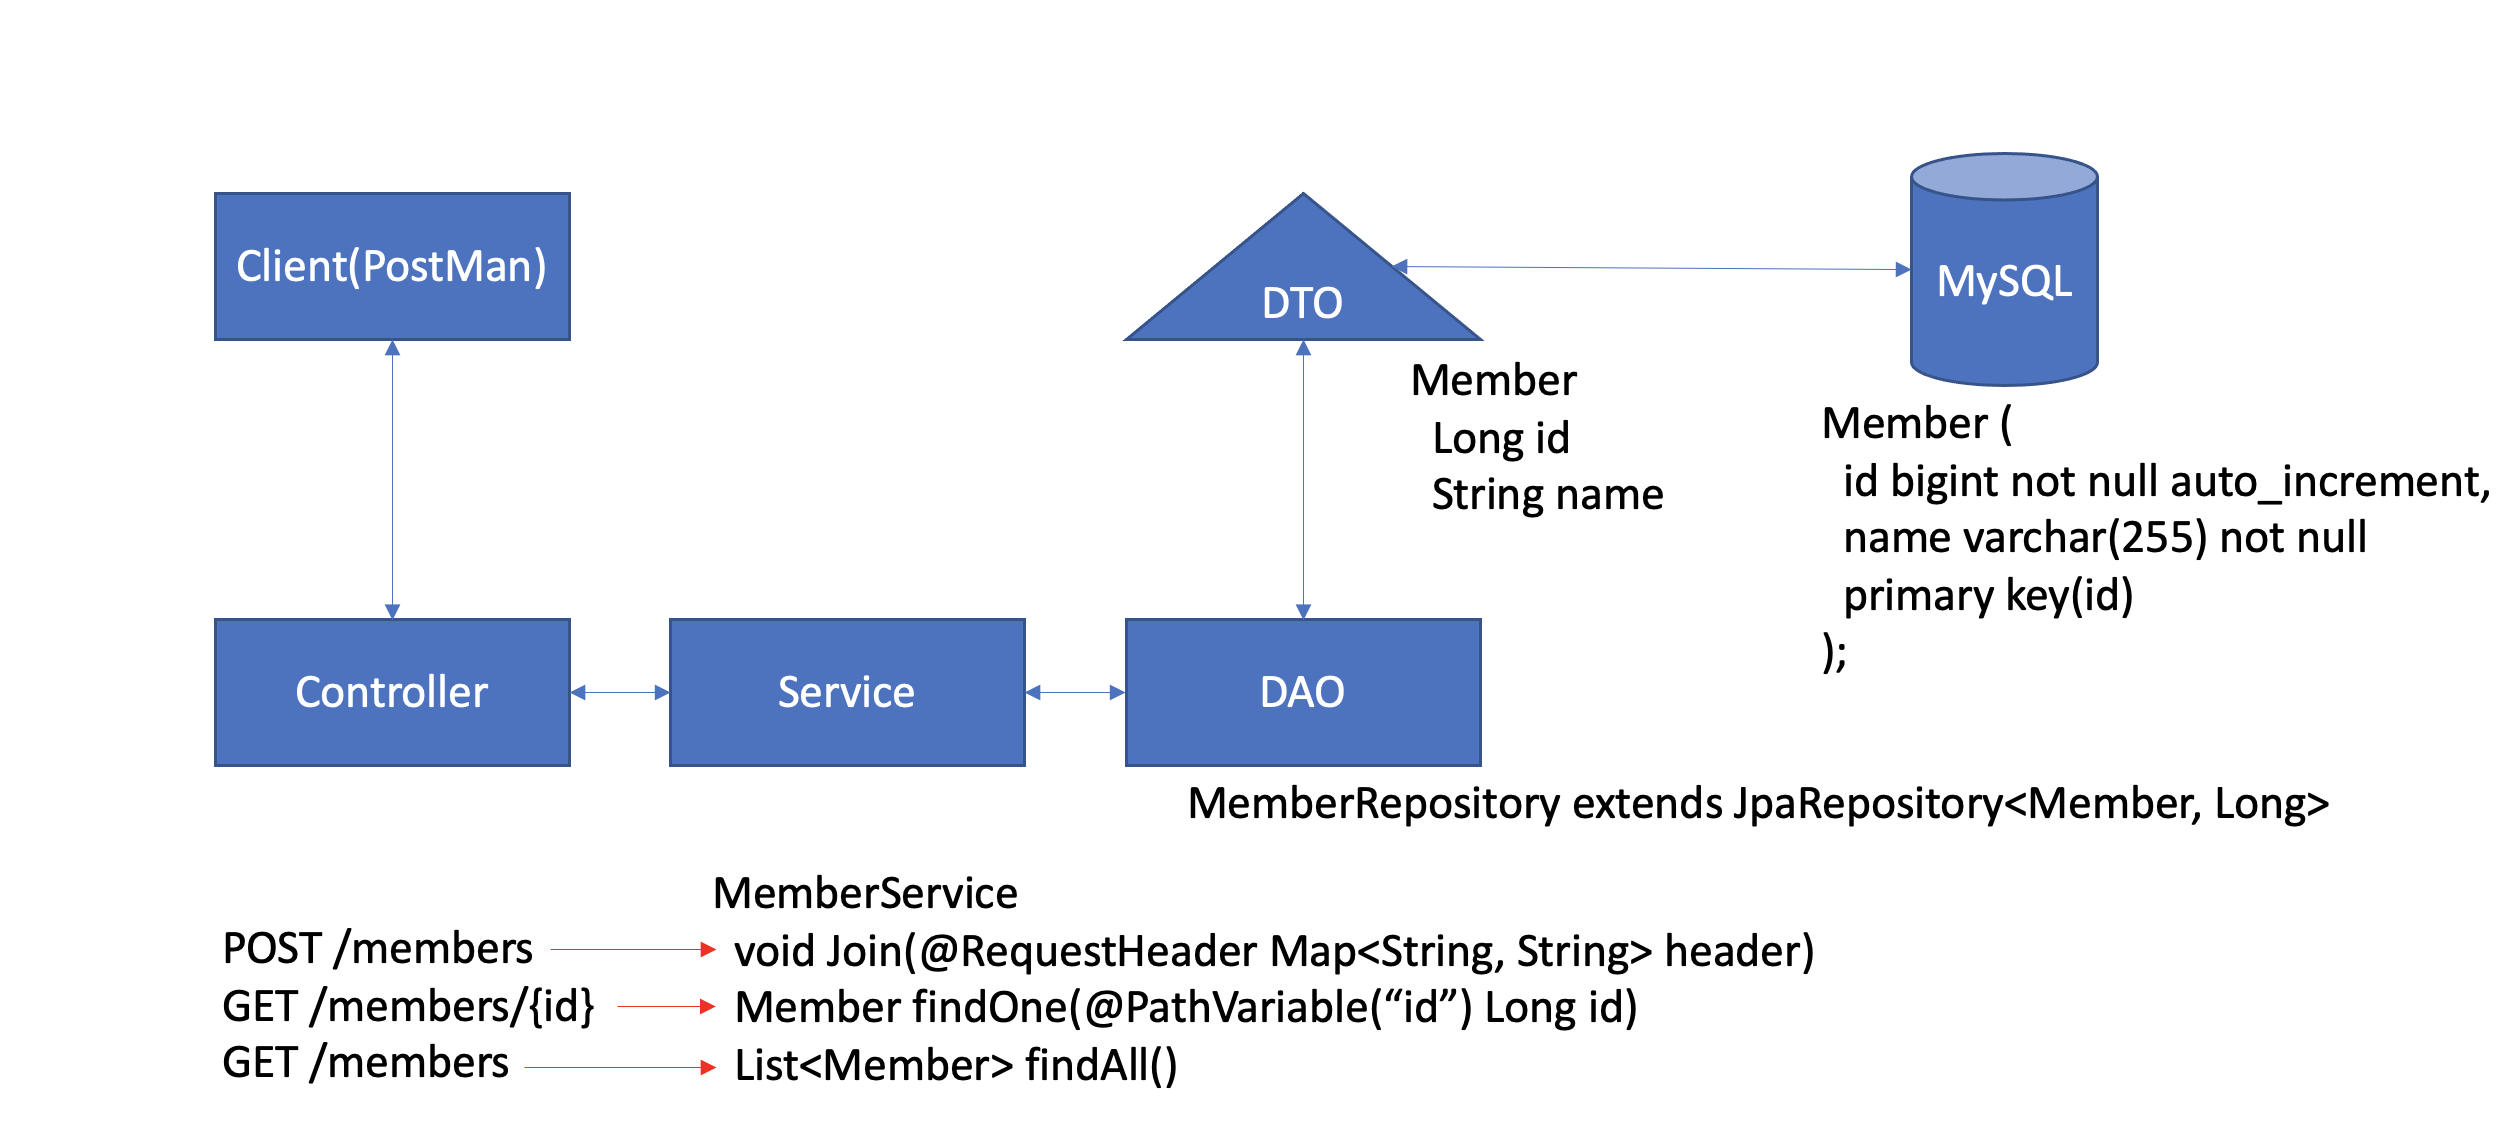 Client(PostMan)
DTO
MySQL
Member
Long id
String name
Member (
id bigint not null auto_increment,
name varchar(255) not null
primary key(id)
);
Controller
Service
DAO
MemberRepository extends JpaRepository<Member, Long>
MemberService
POST /members
void Join(@RequestHeader Map<String, String> header)
GET /members/{id}
Member findOne(@PathVariable(“id”) Long id)
GET /members
List<Member> findAll()